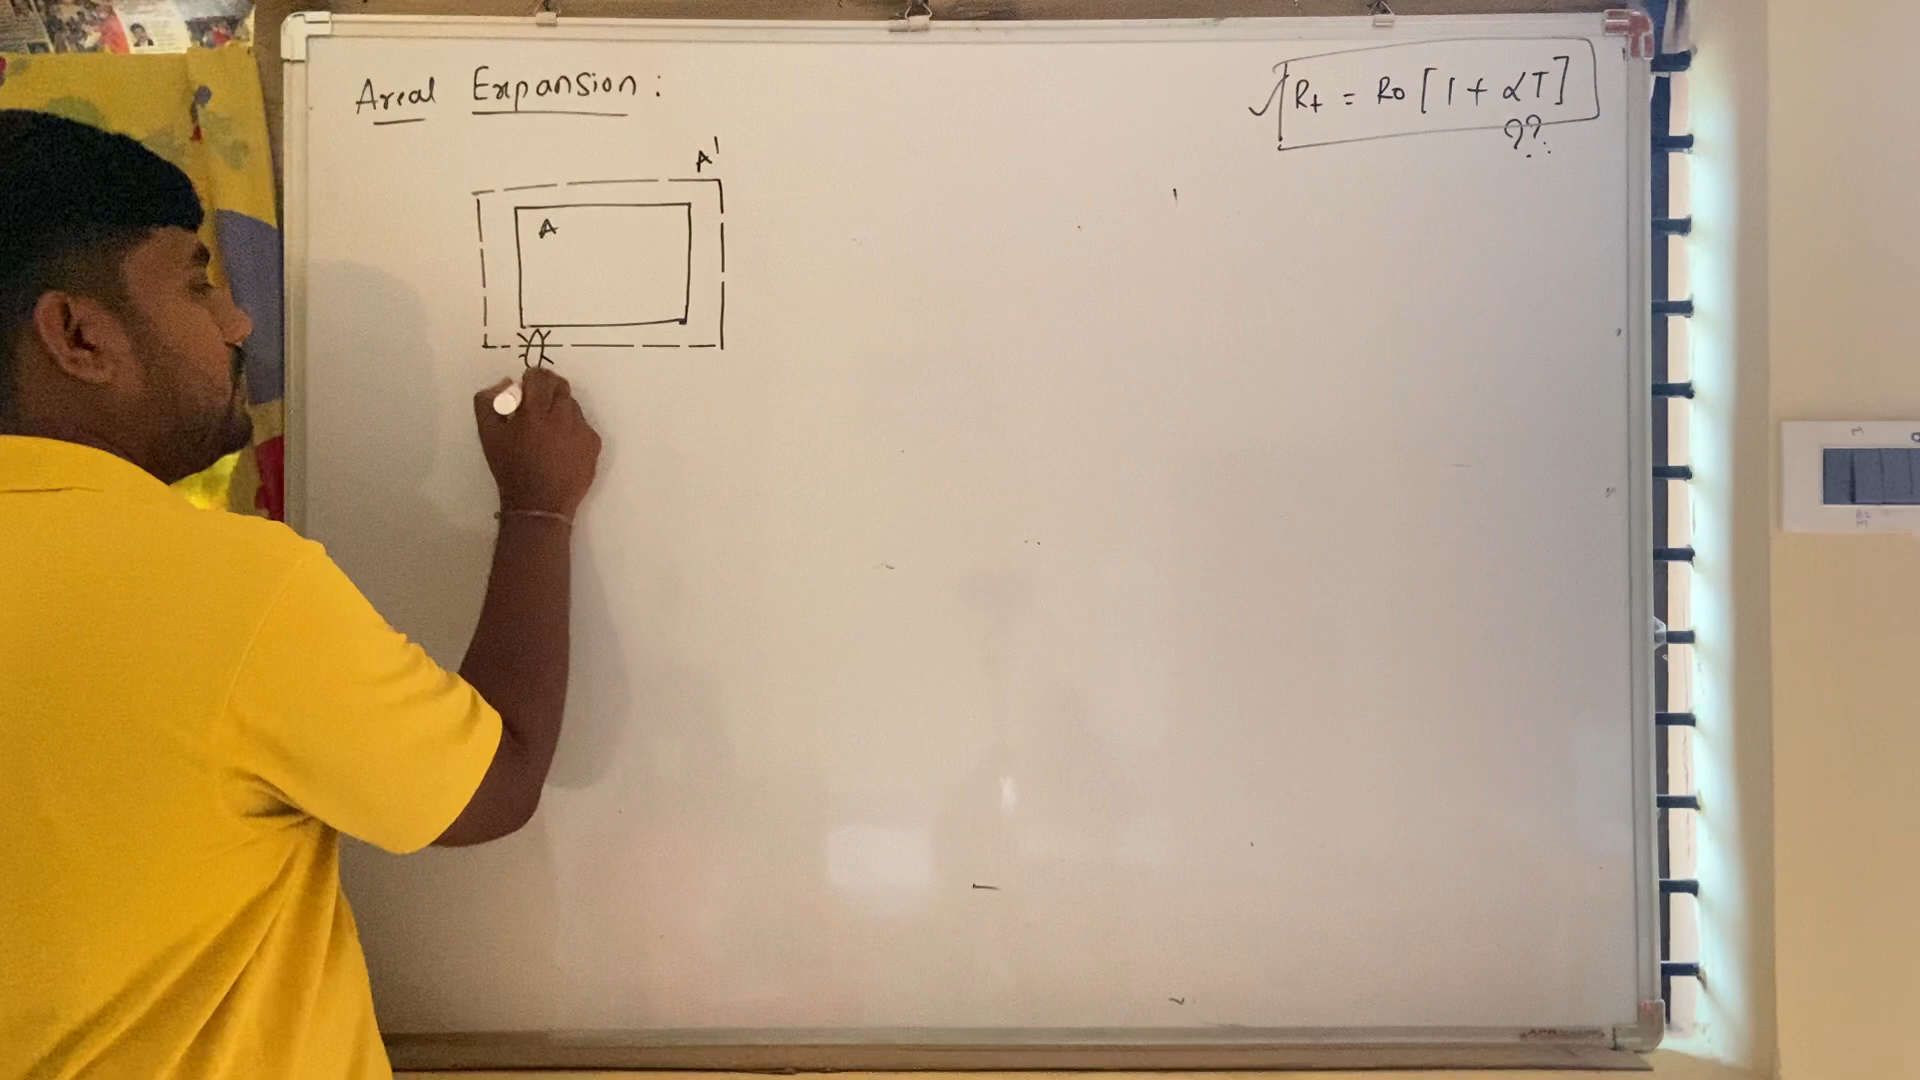 Areal Expansion :
Rt = Ro [1 + αT]
??
A'
A